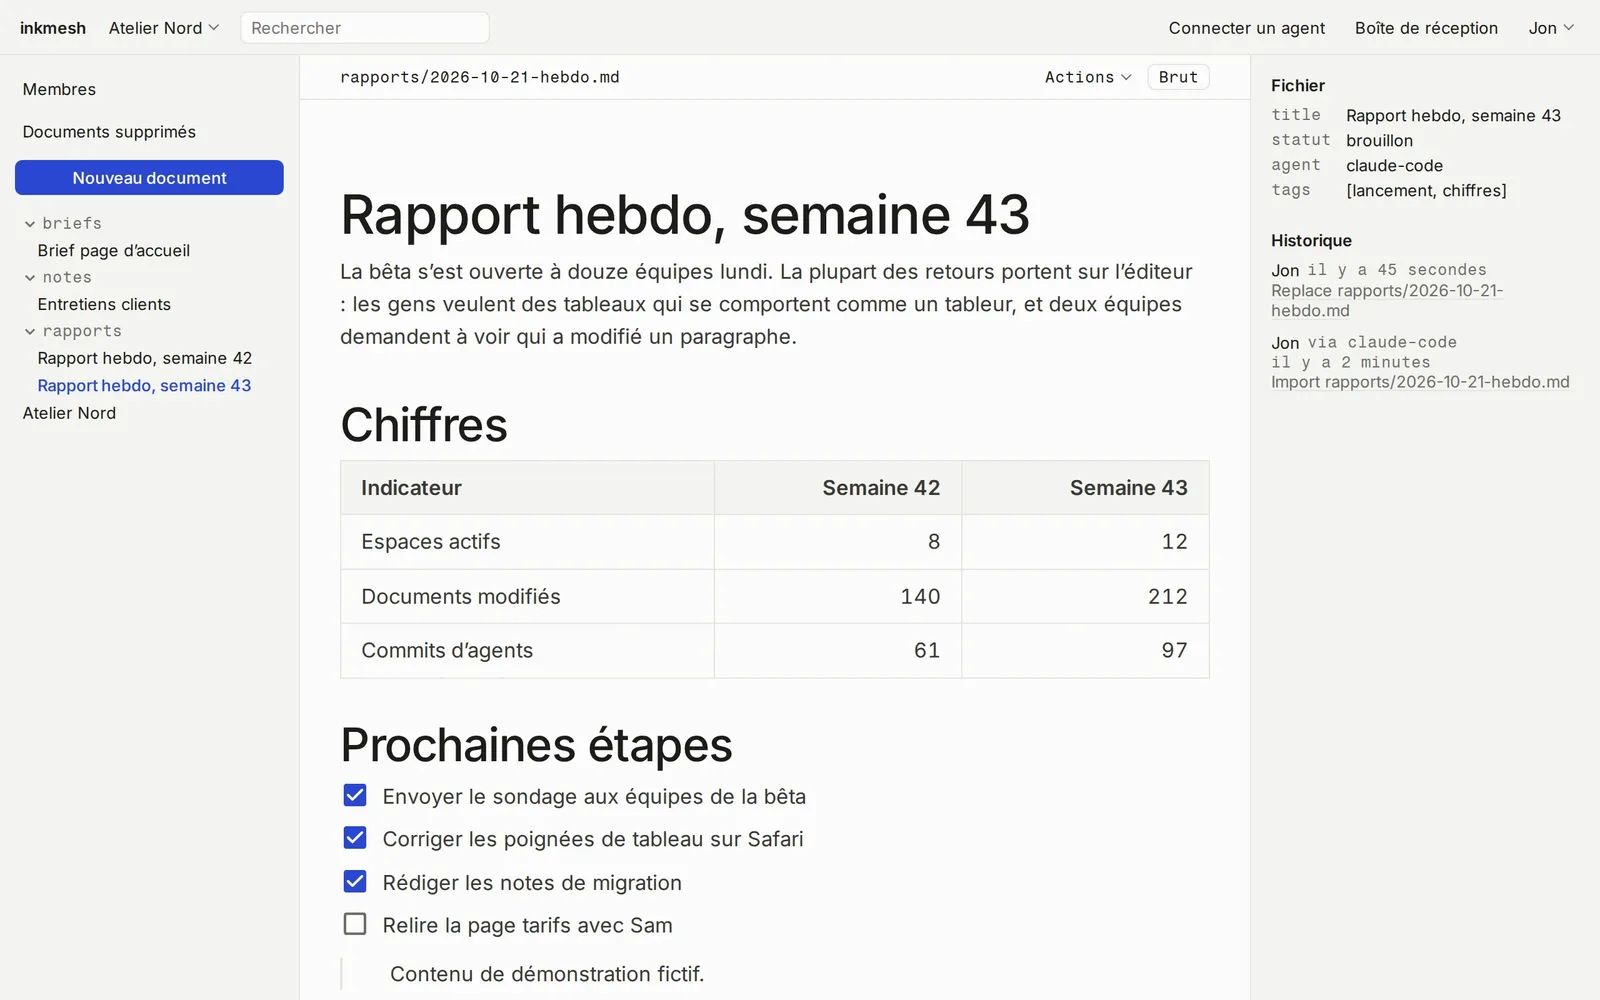 inkmesh Atelier Nord Rechercher Connecter un agent Boîte de réception Jon
Membres
Documents supprimés
Nouveau document
briefs
Brief page d’accueil
notes
Entretiens clients
rapports
Rapport hebdo, semaine 42
Rapport hebdo, semaine 43
Atelier Nord
rapports/2026-10-21-hebdo.md Actions Brut
Rapport hebdo, semaine 43
La bêta s’est ouverte à douze équipes lundi. La plupart des retours portent sur l’éditeur
: les gens veulent des tableaux qui se comportent comme un tableur, et deux équipes
demandent à voir qui a modifié un paragraphe.
Chiffres
Indicateur Semaine 42 Semaine 43
Espaces actifs 8 12
Documents modifiés 140 212
Commits d’agents 61 97
Prochaines étapes
Envoyer le sondage aux équipes de la bêta
Corriger les poignées de tableau sur Safari
Rédiger les notes de migration
Relire la page tarifs avec Sam
Contenu de démonstration fictif.
Fichier
title Rapport hebdo, semaine 43
statut brouillon
agent claude-code
tags [lancement, chiffres]
Historique
Jon il y a 45 secondes
Replace rapports/2026-10-21-
hebdo.md
Jon via claude-code
il y a 2 minutes
Import rapports/2026-10-21-hebdo.md